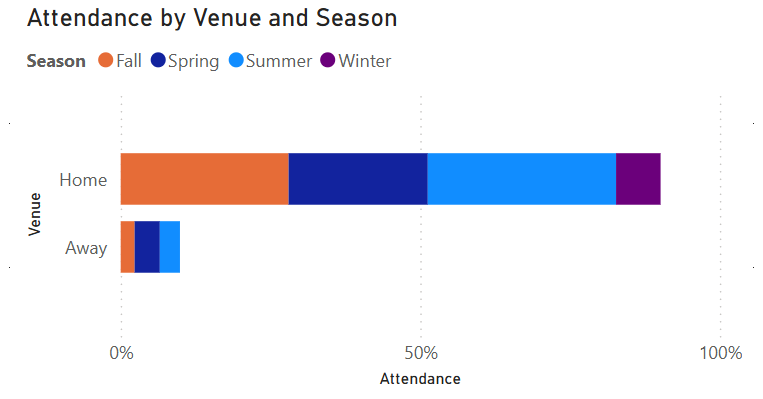 Attendance by Venue and Season
Season Fall Spring Summer Winter
Venue
Home
Away
0% 50% 100%
Attendance